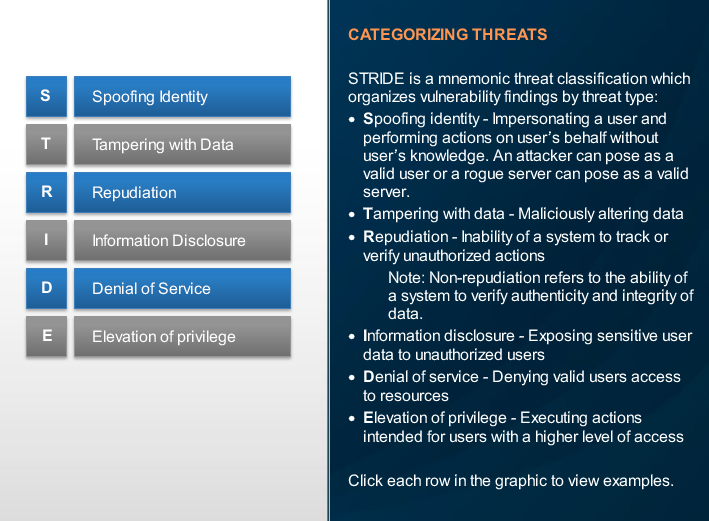 S Spoofing Identity
T Tampering with Data
R Repudiation
I Information Disclosure
D Denial of Service
E Elevation of privilege
CATEGORIZING THREATS
STRIDE is a mnemonic threat classification which
organizes vulnerability findings by threat type:
• Spoofing identity - Impersonating a user and
performing actions on user’s behalf without
user’s knowledge. An attacker can pose as a
valid user or a rogue server can pose as a valid
server.
• Tampering with data - Maliciously altering data
• Repudiation - Inability of a system to track or
verify unauthorized actions
Note: Non-repudiation refers to the ability of
a system to verify authenticity and integrity of
data.
• Information disclosure - Exposing sensitive user
data to unauthorized users
• Denial of service - Denying valid users access
to resources
• Elevation of privilege - Executing actions
intended for users with a higher level of access
Click each row in the graphic to view examples.